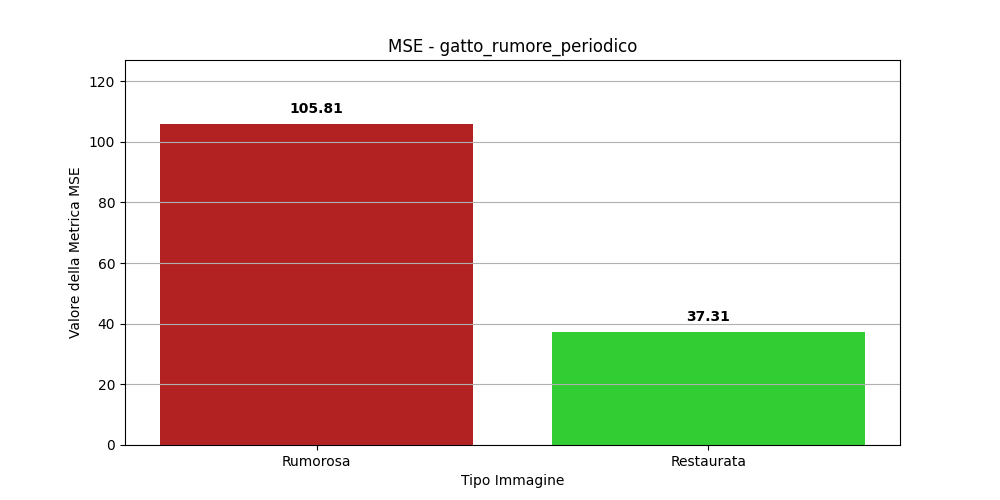 MSE - gatto_rumore_periodico
120
100
80
60
40
20
0
Valore della Metrica MSE
105.81
37.31
Rumorosa
Restaurata
Tipo Immagine